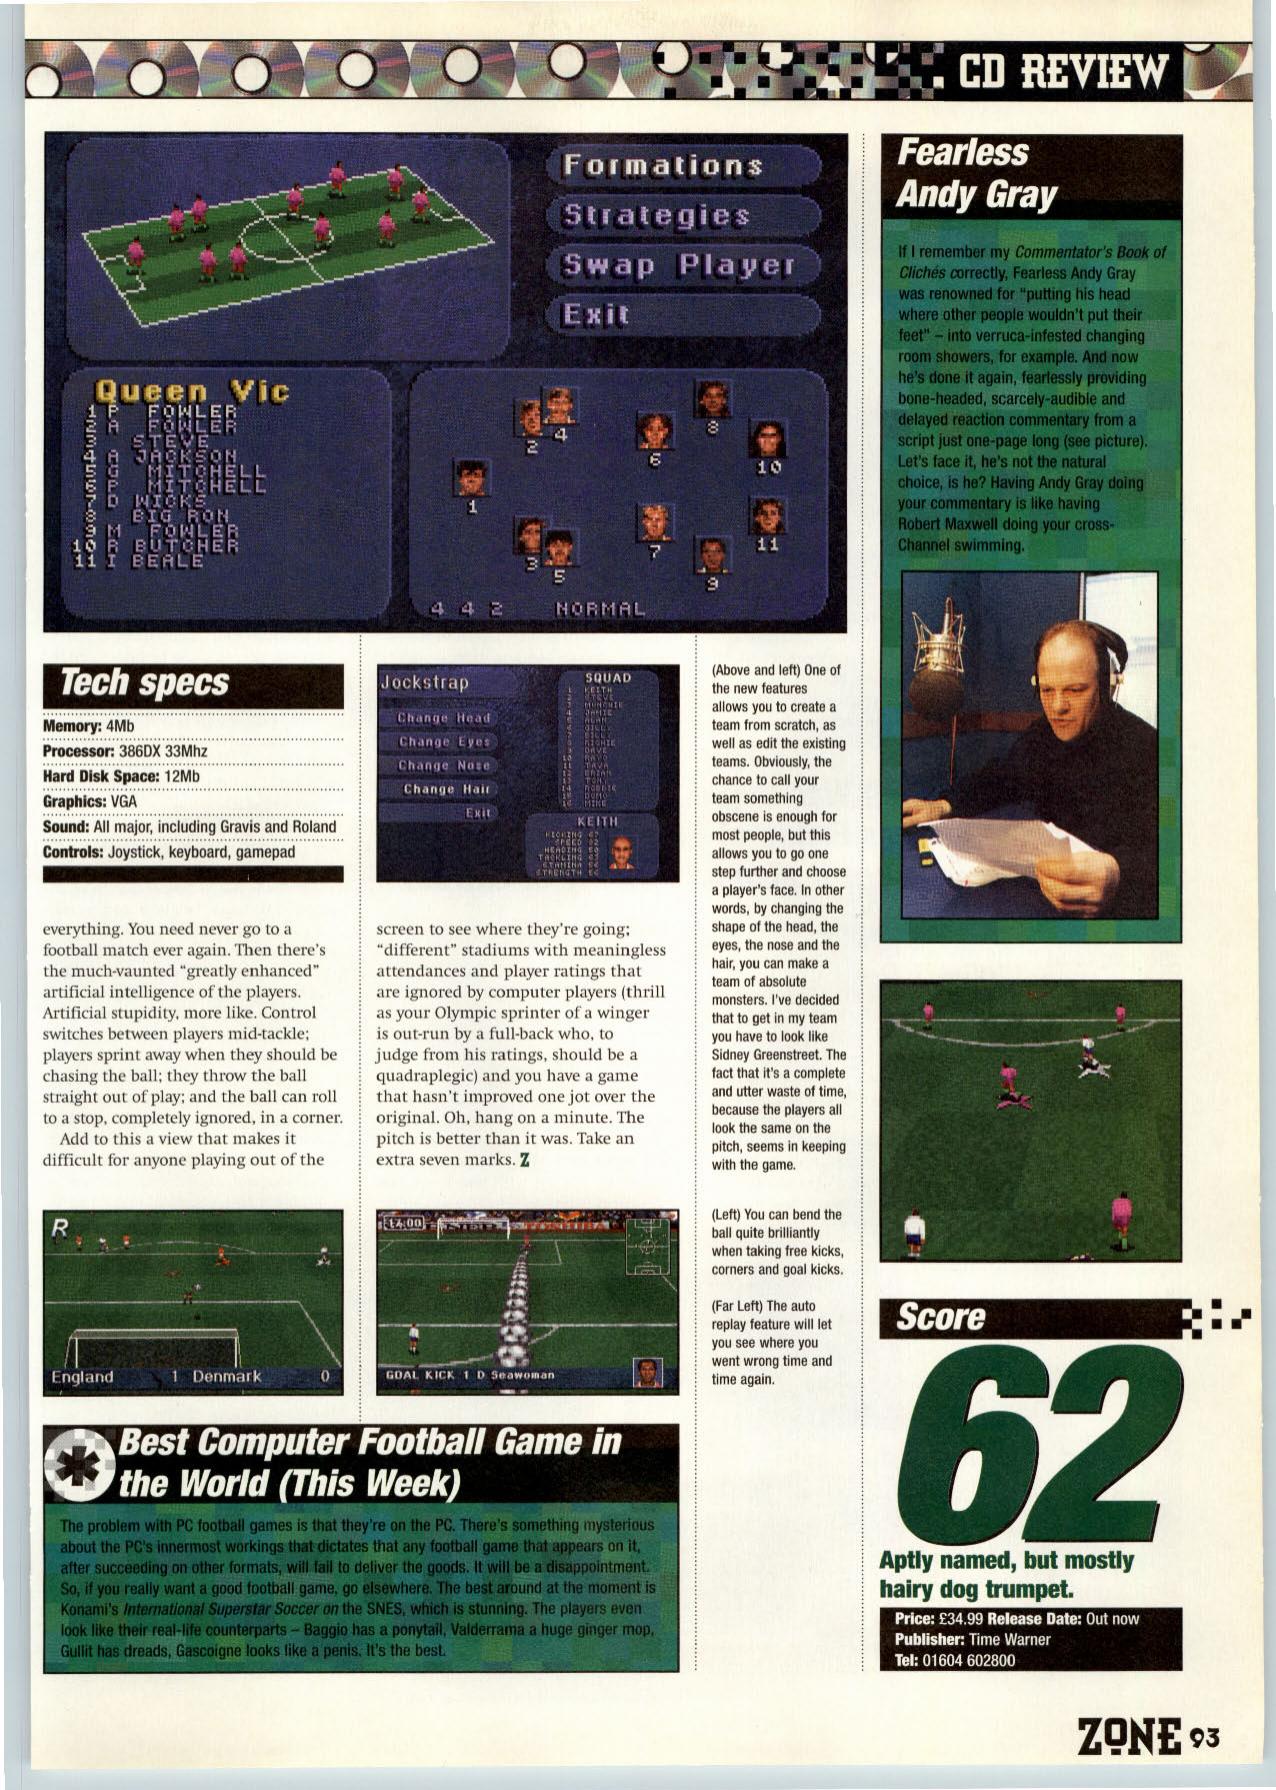 CD REVIEW
Formations
Strategies
Swap Player
Exit
Queen Vic
1 P FOWLER
2 A FOWLER
3 STEVE
4 A JACKSON
5 G MITCHELL
6 P MITCHELL
7 D WICKS
8 BIG RON
9 M FOWLER
10 P BUTCHER
11 I BEALE
1
2
4
6
8
10
3
5
7
9
11
4 4 2 NORMAL
Tech specs
Memory: 4Mb
Processor: 386DX 33Mhz
Hard Disk Space: 12Mb
Graphics: VGA
Sound: All major, including Gravis and Roland
Controls: Joystick, keyboard, gamepad
Jockstrap
Change Head
Change Eyes
Change Nose
Change Hair
Exit
SQUAD
KEITH
STEVE
KEITH
KICKING 67
SPEED 92
HEADING 50
TACKLING
STAMINA 56
STRENGTH 56
everything. You need never go to a
football match ever again. Then there's
the much-vaunted "greatly enhanced"
artificial intelligence of the players.
Artificial stupidity, more like. Control
switches between players mid-tackle;
players sprint away when they should be
chasing the ball; they throw the ball
straight out of play; and the ball can roll
to a stop, completely ignored, in a corner.
Add to this a view that makes it
difficult for anyone playing out of the
screen to see where they're going;
"different" stadiums with meaningless
attendances and player ratings that
are ignored by computer players (thrill
as your Olympic sprinter of a winger
is out-run by a full-back who, to
judge from his ratings, should be a
quadraplegic) and you have a game
that hasn't improved one jot over the
original. Oh, hang on a minute. The
pitch is better than it was. Take an
extra seven marks. Z
(Above and left) One of
the new features
allows you to create a
team from scratch, as
well as edit the existing
teams. Obviously, the
chance to call your
team something
obscene is enough for
most people, but this
allows you to go one
step further and choose
a player's face. In other
words, by changing the
shape of the head, the
eyes, the nose and the
hair, you can make a
team of absolute
monsters. I've decided
that to get in my team
you have to look like
Sidney Greenstreet. The
fact that it's a complete
and utter waste of time,
because the players all
look the same on the
pitch, seems in keeping
with the game.
(Left) You can bend the
ball quite brilliantly
when taking free kicks,
corners and goal kicks.
(Far Left) The auto
replay feature will let
you see where you
went wrong time and
time again.
R
England 1 Denmark 0
17:00
TOSHIBA
GOAL KICK 1 D Seawoman
Best Computer Football Game in
the World (This Week)
The problem with PC football games is that they're on the PC. There's something mysterious
about the PC's innermost workings that dictates that any football game that appears on it,
after succeeding on other formats, will fail to deliver the goods. It will be a disappointment.
So, if you really want a good football game, go elsewhere. The best around at the moment is
Konami's International Superstar Soccer on the SNES, which is stunning. The players even
look like their real-life counterparts – Baggio has a ponytail, Valderrama a huge ginger mop,
Gullit has dreads, Gascoigne looks like a penis. It's the best.
Fearless
Andy Gray
If I remember my Commentator's Book of
Clichés correctly, Fearless Andy Gray
was renowned for "putting his head
where other people wouldn't put their
feet" – into verruca-infested changing
room showers, for example. And now
he's done it again, fearlessly providing
bone-headed, scarcely-audible and
delayed reaction commentary from a
script just one-page long (see picture).
Let's face it, he's not the natural
choice, is he? Having Andy Gray doing
your commentary is like having
Robert Maxwell doing your cross-
Channel swimming.
Score
62
Aptly named, but mostly
hairy dog trumpet.
Price: £34.99 Release Date: Out now
Publisher: Time Warner
Tel: 01604 602800
ZONE 93